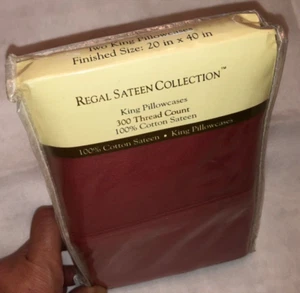 Two King Pillowcases
Finished Size: 20 in x 40 in
REGAL SATEEN COLLECTION™
King Pillowcases
300 Thread Count
100% Cotton Sateen
100% Cotton Sateen • King Pillowcases